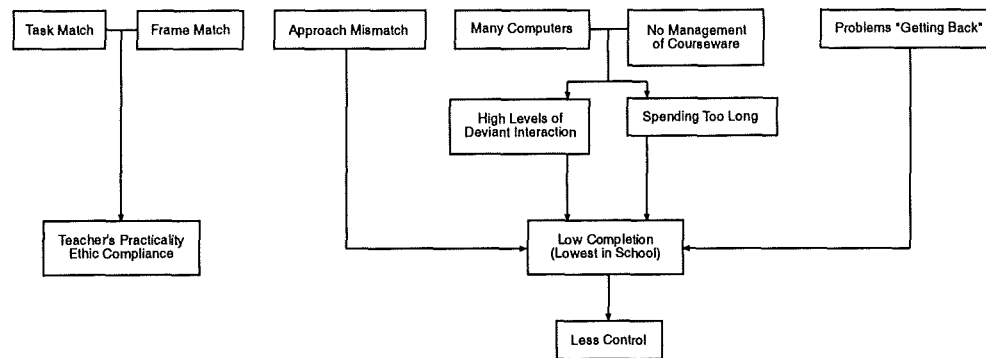 Task Match
Frame Match
Approach Mismatch
Many Computers
No Management
of Courseware
Problems "Getting Back"
High Levels of
Deviant Interaction
Spending Too Long
Teacher's Practicality
Ethic Compliance
Low Completion
(Lowest in School)
Less Control